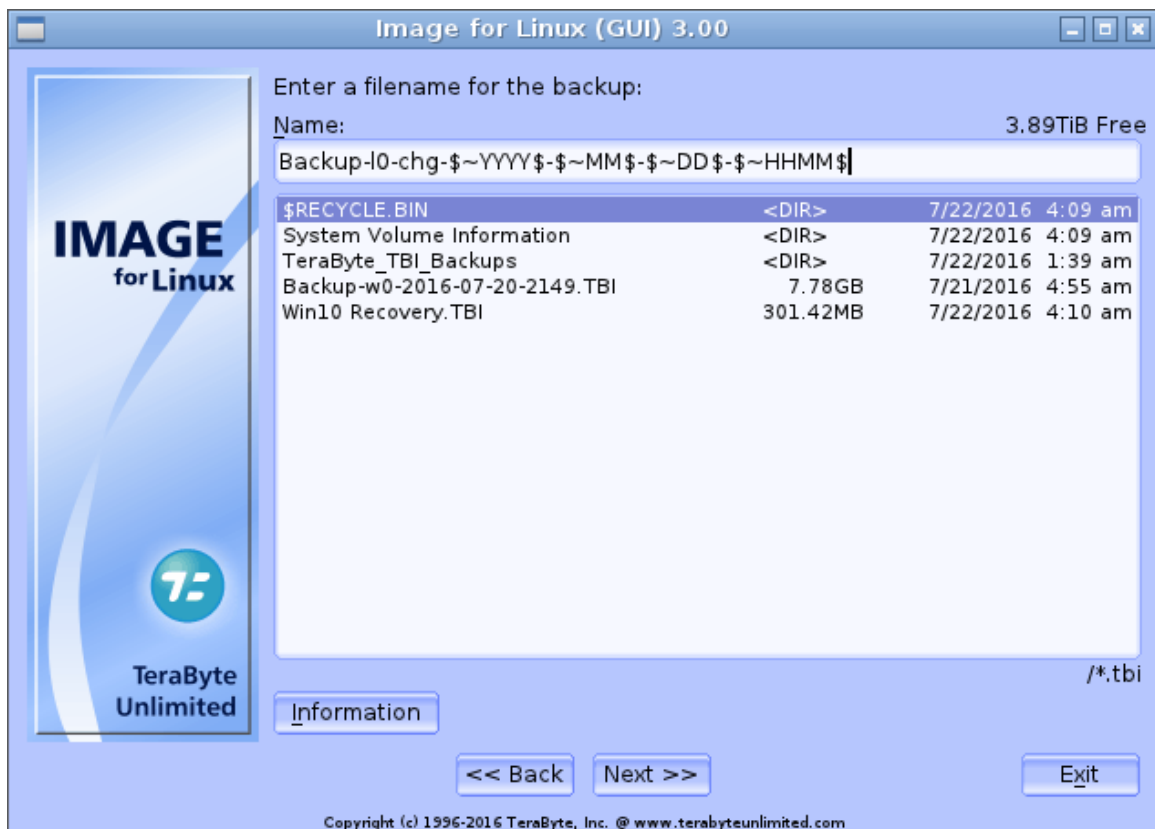 Image for Linux (GUI) 3.00
IMAGE
for Linux
TeraByte
Unlimited
Enter a filename for the backup:
Name: 3.89TiB Free
Backup-l0-chg-$~YYYY$-$~MM$-$~DD$-$~HHMM$
$RECYCLE.BIN <DIR> 7/22/2016 4:09 am
System Volume Information <DIR> 7/22/2016 4:09 am
TeraByte_TBI_Backups <DIR> 7/22/2016 1:39 am
Backup-w0-2016-07-20-2149.TBI 7.78GB 7/21/2016 4:55 am
Win10 Recovery.TBI 301.42MB 7/22/2016 4:10 am
/*.tbi
Information
<< Back Next >> Exit
Copyright (c) 1996-2016 TeraByte, Inc. @ www.terabyteunlimited.com